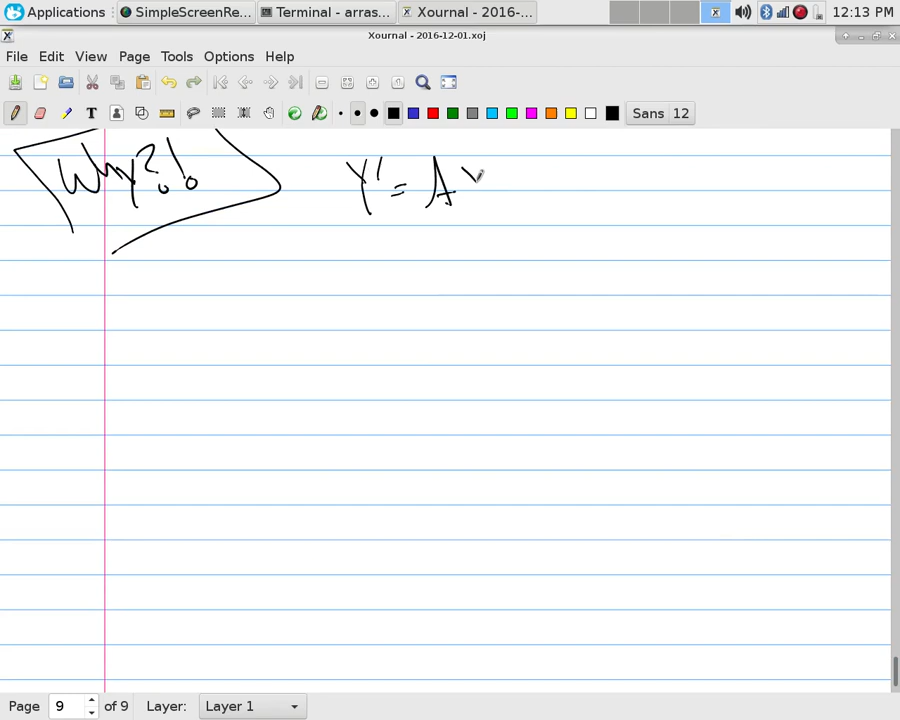 Applications SimpleScreenRe... Terminal - arras... Xournal - 2016-... 12:13 PM
Xournal - 2016-12-01.xoj
File Edit View Page Tools Options Help
Sans 12
Why?! Y' = A
Page 9 of 9 Layer: Layer 1